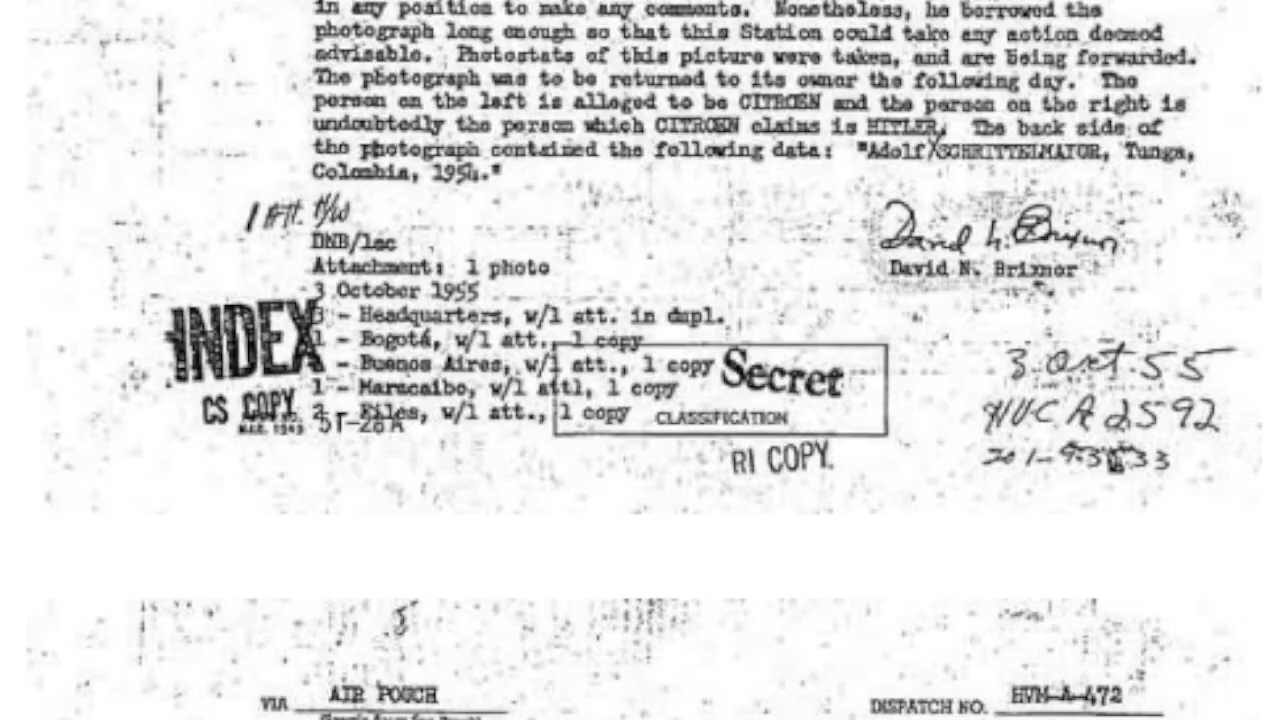 in any position to make any comments. Nonetheless, he borrowed the
photograph long enough so that this Station could take any action deemed
advisable. Photostats of this picture were taken, and are being forwarded.
The photograph was to be returned to its owner the following day. The
person on the left is alleged to be CITROEN and the person on the right is
undoubtedly the person which CITROEN claims is HITLER. The back side of
the photograph contained the following data: "Adolf SCHRITTELMAYOR, Tunga,
Colombia, 1954."
1 Att. H/W
DNB/lac
Attachment: 1 photo
David N. Brixnor
3 October 1955
3 - Headquarters, w/1 att. in dupl.
1 - Bogotá, w/1 att., 1 copy
1 - Buenos Aires, w/1 att., 1 copy
1 - Maracaibo, w/1 attl, 1 copy
2 - Files, w/1 att., 1 copy
INDEX
CS COPY
Secret
CLASSIFICATION
RI COPY.
3 Oct 55
HVCA 2592
VIA AIR POUCH
DISPATCH NO. HVM-A-472